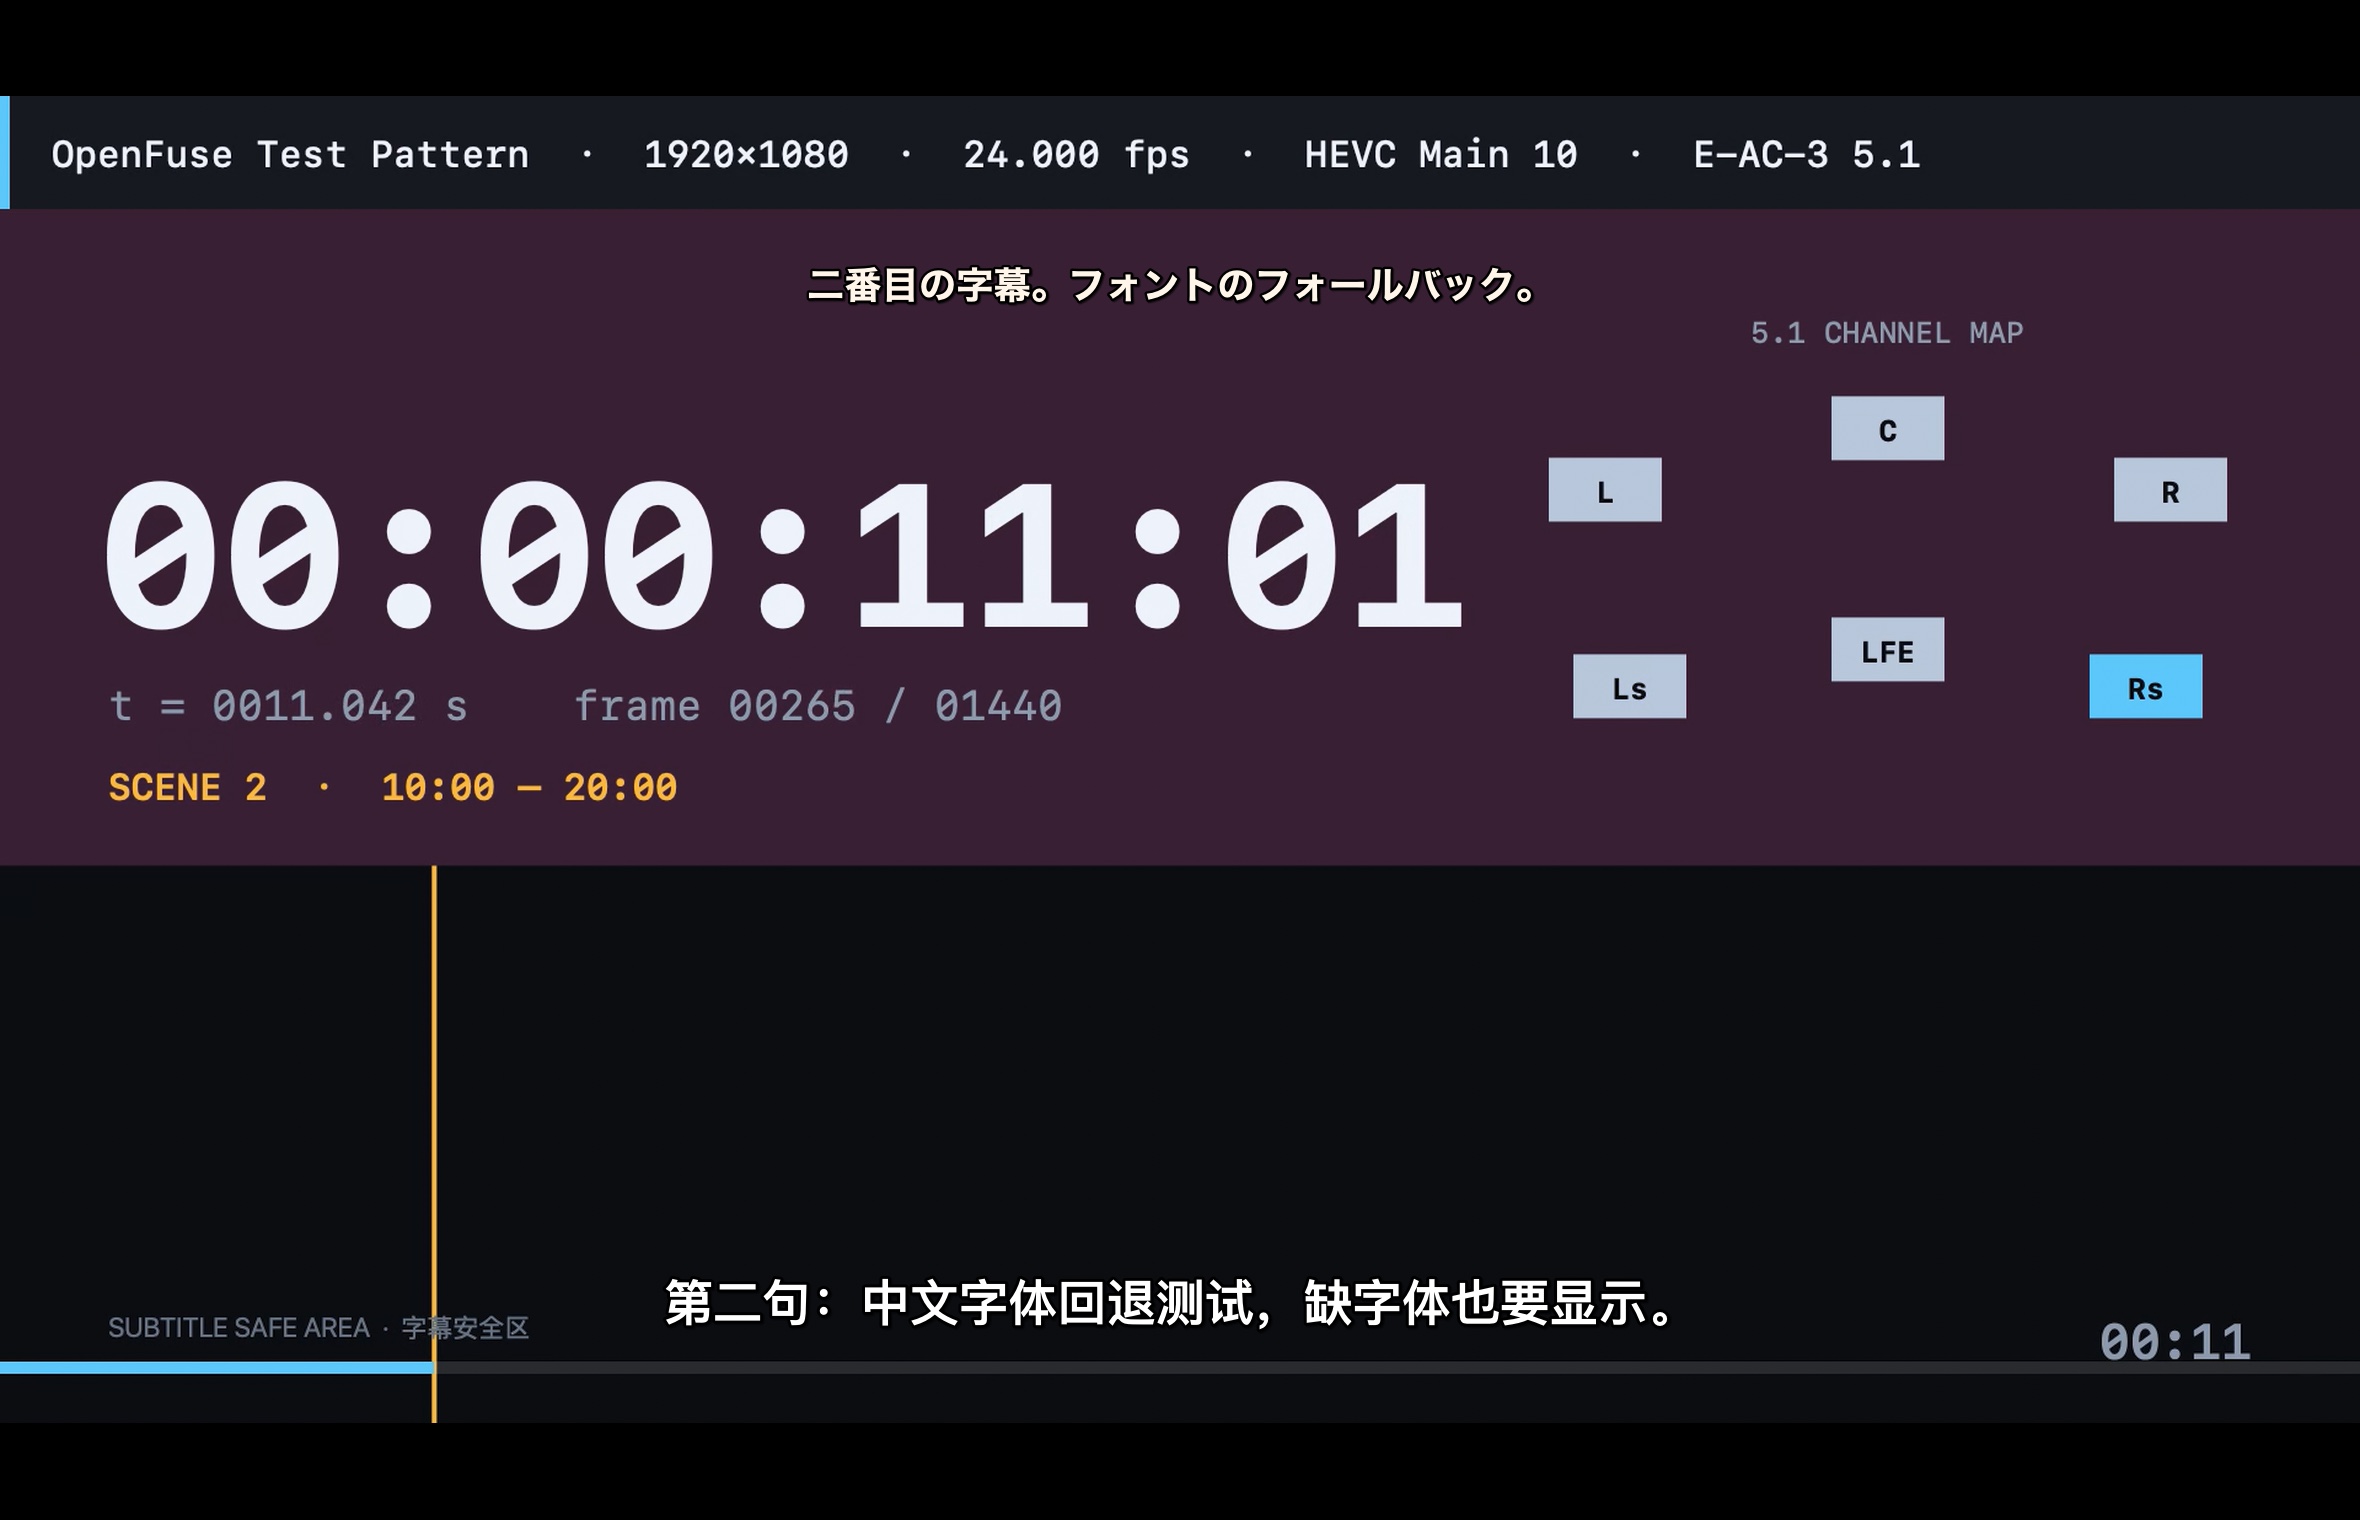 OpenFuse Test Pattern · 1920×1080 · 24.000 fps · HEVC Main 10 · E–AC–3 5.1
二番目の字幕。フォントのフォールバック。
5.1 CHANNEL MAP
C
L
R
00:00:11:01
LFE
Ls
Rs
t = 0011.042 s frame 00265 / 01440
SCENE 2 · 10:00 — 20:00
第二句：中文字体回退测试，缺字体也要显示。
SUBTITLE SAFE AREA · 字幕安全区
00:11